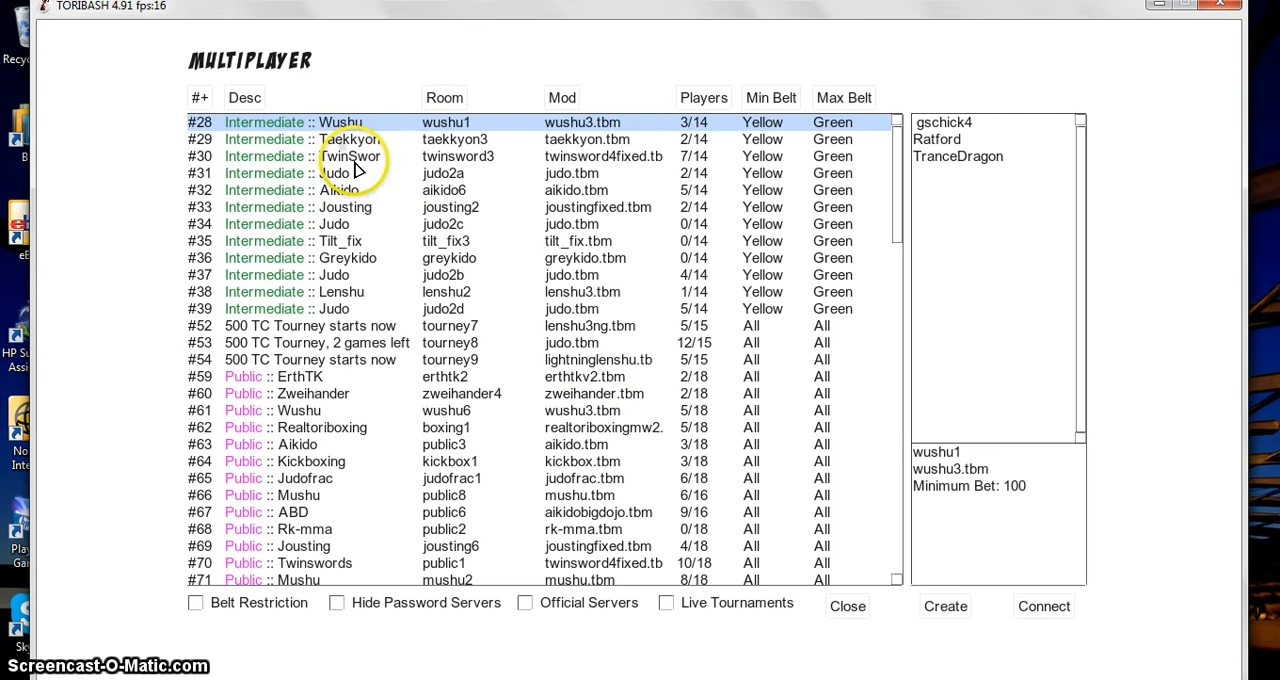 TORIBASH 4.91 fps:16
Recyc
MULTIPLAYER
#+ Desc Room Mod Players Min Belt Max Belt
#28 Intermediate :: Wushu wushu1 wushu3.tbm 3/14 Yellow Green
#29 Intermediate :: Taekkyon taekkyon3 taekkyon.tbm 2/14 Yellow Green
#30 Intermediate :: TwinSwor twinsword3 twinsword4fixed.tb 7/14 Yellow Green
#31 Intermediate :: Judo judo2a judo.tbm 2/14 Yellow Green
#32 Intermediate :: Aikido aikido6 aikido.tbm 5/14 Yellow Green
#33 Intermediate :: Jousting jousting2 joustingfixed.tbm 2/14 Yellow Green
#34 Intermediate :: Judo judo2c judo.tbm 0/14 Yellow Green
#35 Intermediate :: Tilt_fix tilt_fix3 tilt_fix.tbm 0/14 Yellow Green
#36 Intermediate :: Greykido greykido greykido.tbm 0/14 Yellow Green
#37 Intermediate :: Judo judo2b judo.tbm 4/14 Yellow Green
#38 Intermediate :: Lenshu lenshu2 lenshu3.tbm 1/14 Yellow Green
#39 Intermediate :: Judo judo2d judo.tbm 5/14 Yellow Green
#52 500 TC Tourney starts now tourney7 lenshu3ng.tbm 5/15 All All
#53 500 TC Tourney, 2 games left tourney8 judo.tbm 12/15 All All
#54 500 TC Tourney starts now tourney9 lightninglenshu.tb 5/15 All All
#59 Public :: ErthTK erthtk2 erthtkv2.tbm 2/18 All All
#60 Public :: Zweihander zweihander4 zweihander.tbm 2/18 All All
#61 Public :: Wushu wushu6 wushu3.tbm 5/18 All All
#62 Public :: Realtoriboxing boxing1 realtoriboxingmw2. 5/18 All All
#63 Public :: Aikido public3 aikido.tbm 3/18 All All
#64 Public :: Kickboxing kickbox1 kickbox.tbm 3/18 All All
#65 Public :: Judofrac judofrac1 judofrac.tbm 6/18 All All
#66 Public :: Mushu public8 mushu.tbm 6/16 All All
#67 Public :: ABD public6 aikidobigdojo.tbm 9/16 All All
#68 Public :: Rk-mma public2 rk-mma.tbm 0/18 All All
#69 Public :: Jousting jousting6 joustingfixed.tbm 4/18 All All
#70 Public :: Twinswords public1 twinsword4fixed.tb 10/18 All All
#71 Public :: Mushu mushu2 mushu.tbm 8/18 All All
gschick4
Ratford
TranceDragon
wushu1
wushu3.tbm
Minimum Bet: 100
Belt Restriction Hide Password Servers Official Servers Live Tournaments Close Create Connect
B
eE
HP Su
Assis
No
Inte
Play
Gar
Sky
Screencast-O-Matic.com